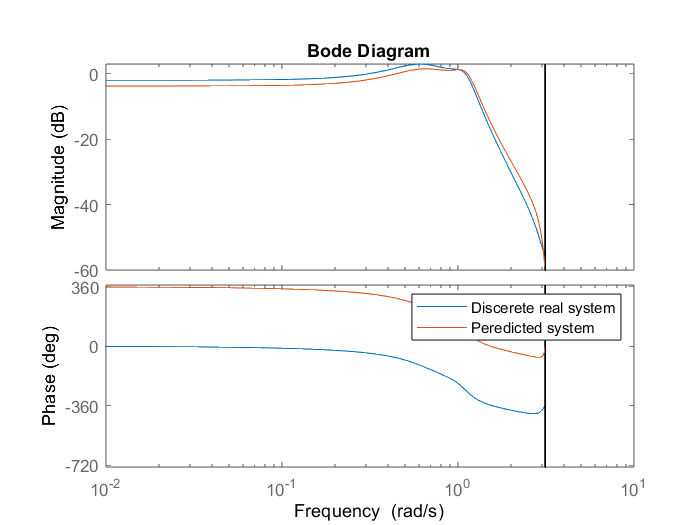 Bode Diagram
Magnitude (dB)
0
-20
-40
-60
Phase (deg)
360
0
-360
-720
Discerete real system
Peredicted system
10^-2
10^-1
10^0
10^1
Frequency (rad/s)